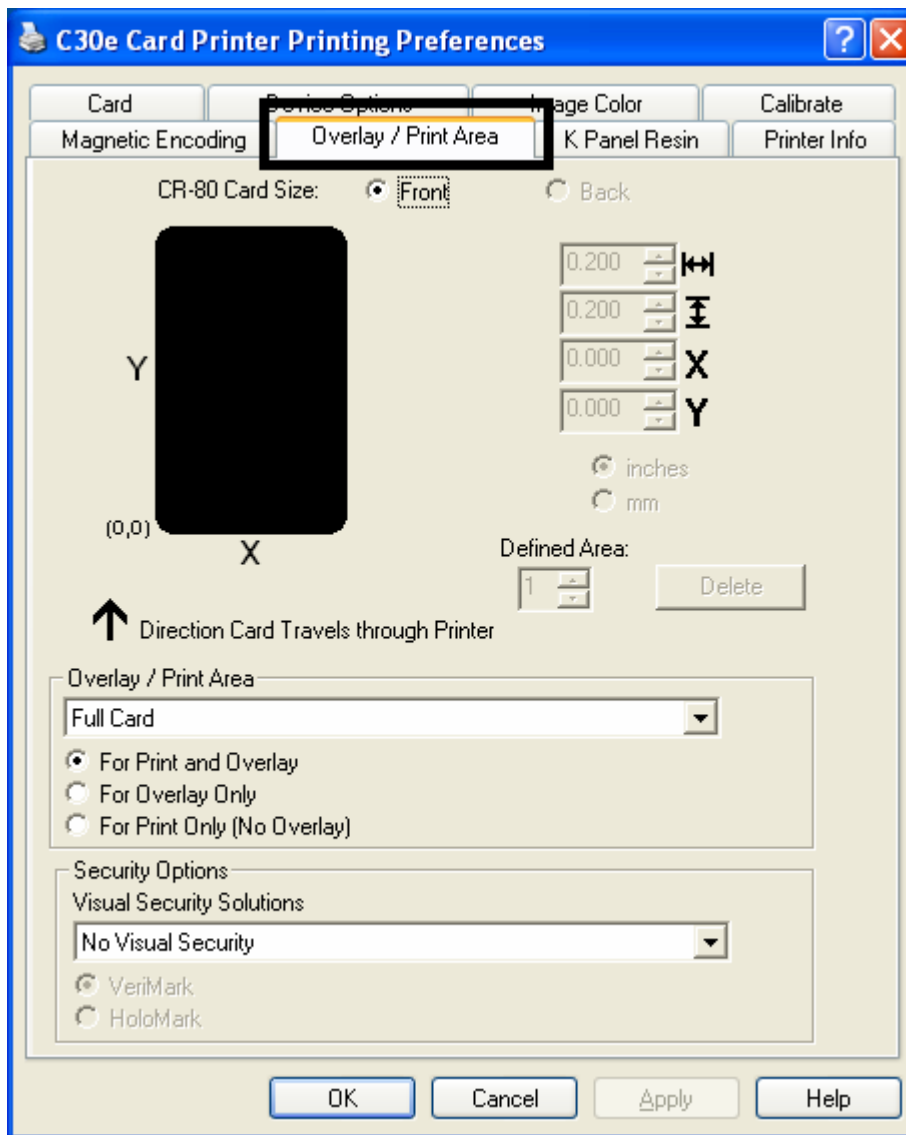 C30e Card Printer Printing Preferences
Card Device Options Image Color Calibrate
Magnetic Encoding Overlay / Print Area K Panel Resin Printer Info
CR-80 Card Size: Front Back
0.200
0.200
Y 0.000 X
0.000 Y
inches
mm
(0,0)
X
Defined Area:
1 Delete
Direction Card Travels through Printer
Overlay / Print Area
Full Card
For Print and Overlay
For Overlay Only
For Print Only (No Overlay)
Security Options
Visual Security Solutions
No Visual Security
VeriMark
HoloMark
OK Cancel Apply Help